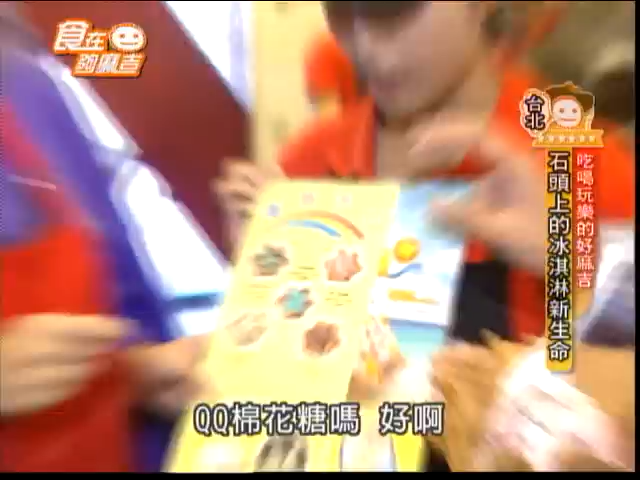 食在
夠麻吉
台北
吃喝玩樂的好麻吉
石頭上的冰淇淋新生命
QQ棉花糖嗎 好啊